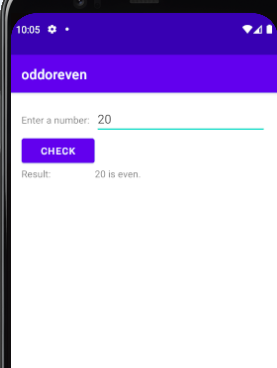 10:05
oddoreven
Enter a number: 20
CHECK
Result: 20 is even.